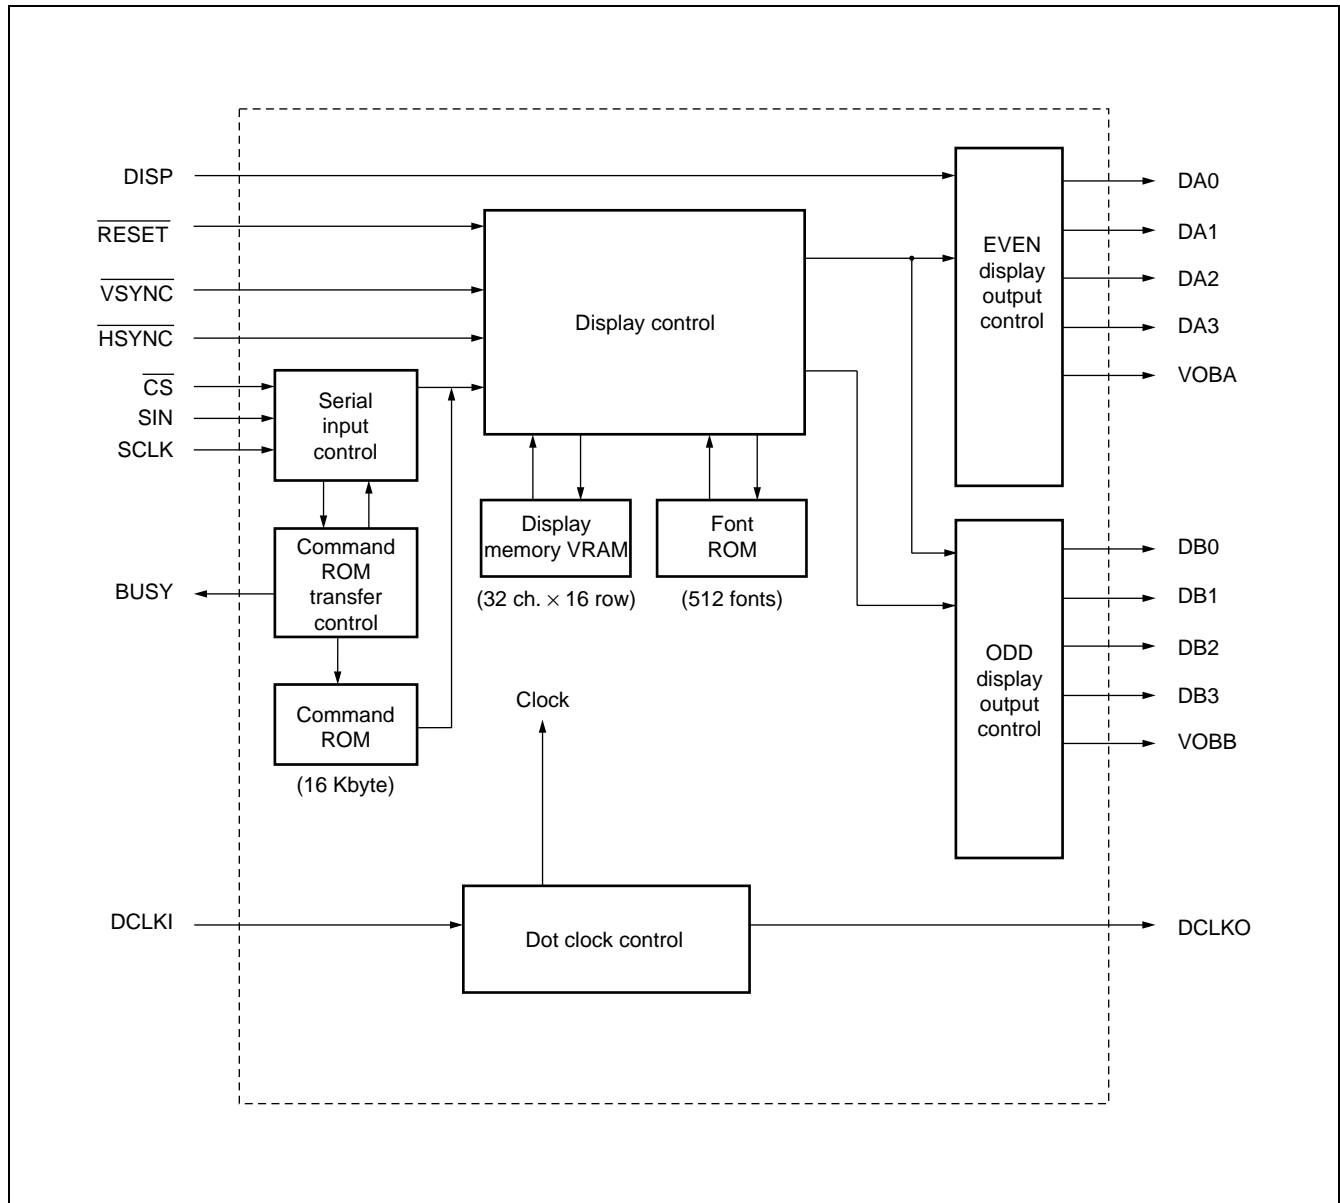 DISP
RESET
VSYNC
HSYNC
CS
SIN
SCLK
BUSY
DCLKI
Serial
input
control
Command
ROM
transfer
control
Command
ROM
(16 Kbyte)
Display control
Display
memory VRAM
(32 ch. × 16 row)
Font
ROM
(512 fonts)
Clock
Dot clock control
EVEN
display
output
control
ODD
display
output
control
DA0
DA1
DA2
DA3
VOBA
DB0
DB1
DB2
DB3
VOBB
DCLKO